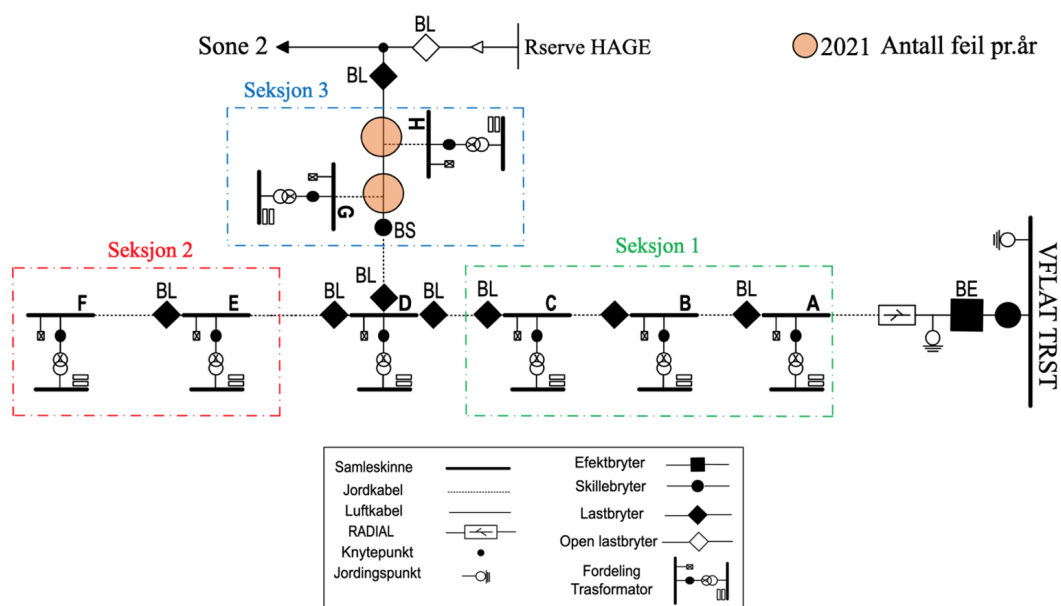 BL
Sone 2
Rserve HAGE
2021 Antall feil pr.år
BL
Seksjon 3
H
G
BS
Seksjon 2
Seksjon 1
BL
F
BL
E
BL
D
BL
BL
C
B
BL
A
BE
VFLAT TRST
Samleskinne
Jordkabel
Luftkabel
RADIAL
Knytepunkt
Jordingspunkt
Efektbryter
Skillebryter
Lastbryter
Open lastbryter
Fordeling
Trasformator